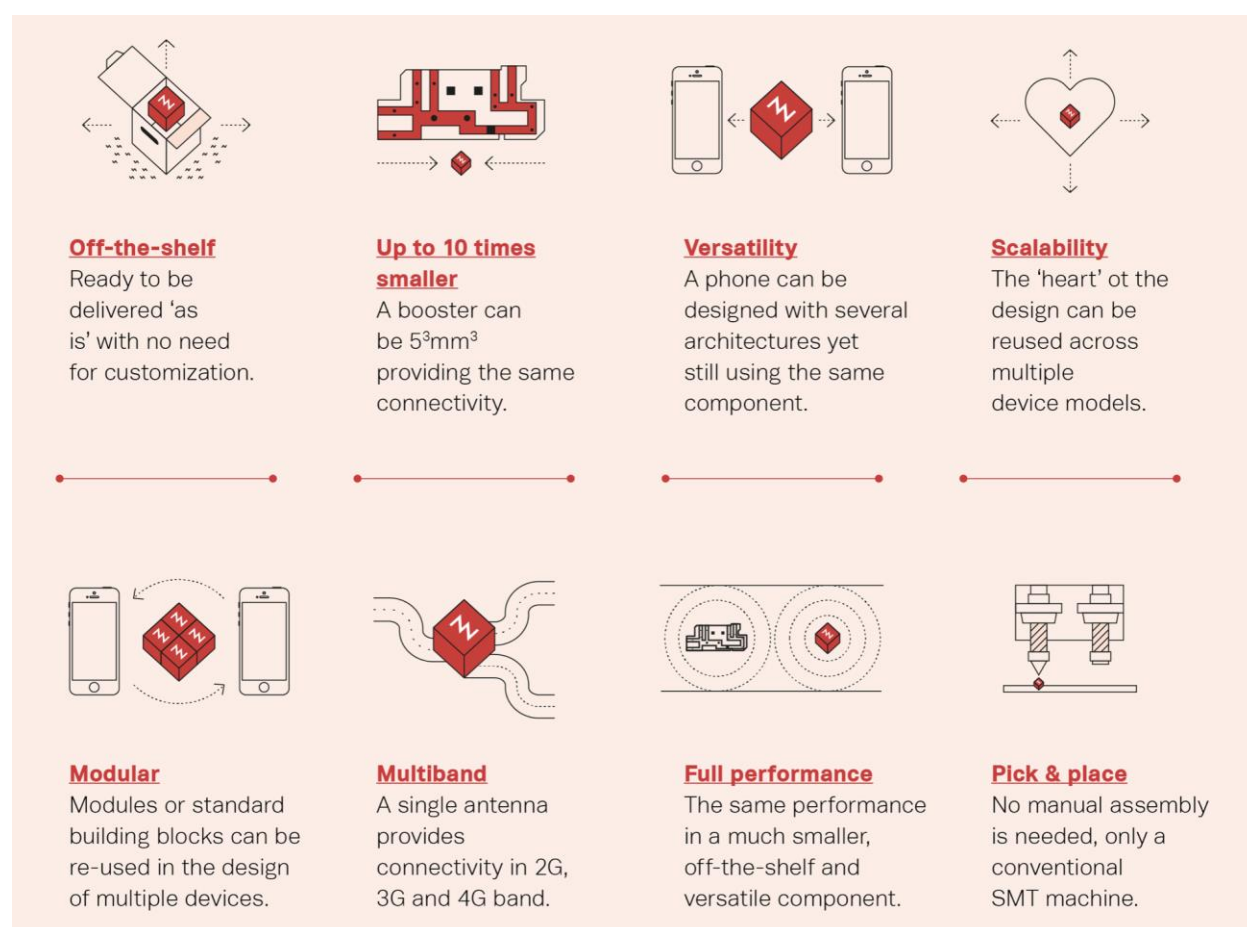 Off-the-shelf
Ready to be
delivered ‘as
is’ with no need
for customization.
Up to 10 times
smaller
A booster can
be 5³mm³
providing the same
connectivity.
Versatility
A phone can be
designed with several
architectures yet
still using the same
component.
Scalability
The ‘heart’ ot the
design can be
reused across
multiple
device models.
Modular
Modules or standard
building blocks can be
re-used in the design
of multiple devices.
Multiband
A single antenna
provides
connectivity in 2G,
3G and 4G band.
Full performance
The same performance
in a much smaller,
off-the-shelf and
versatile component.
Pick & place
No manual assembly
is needed, only a
conventional
SMT machine.